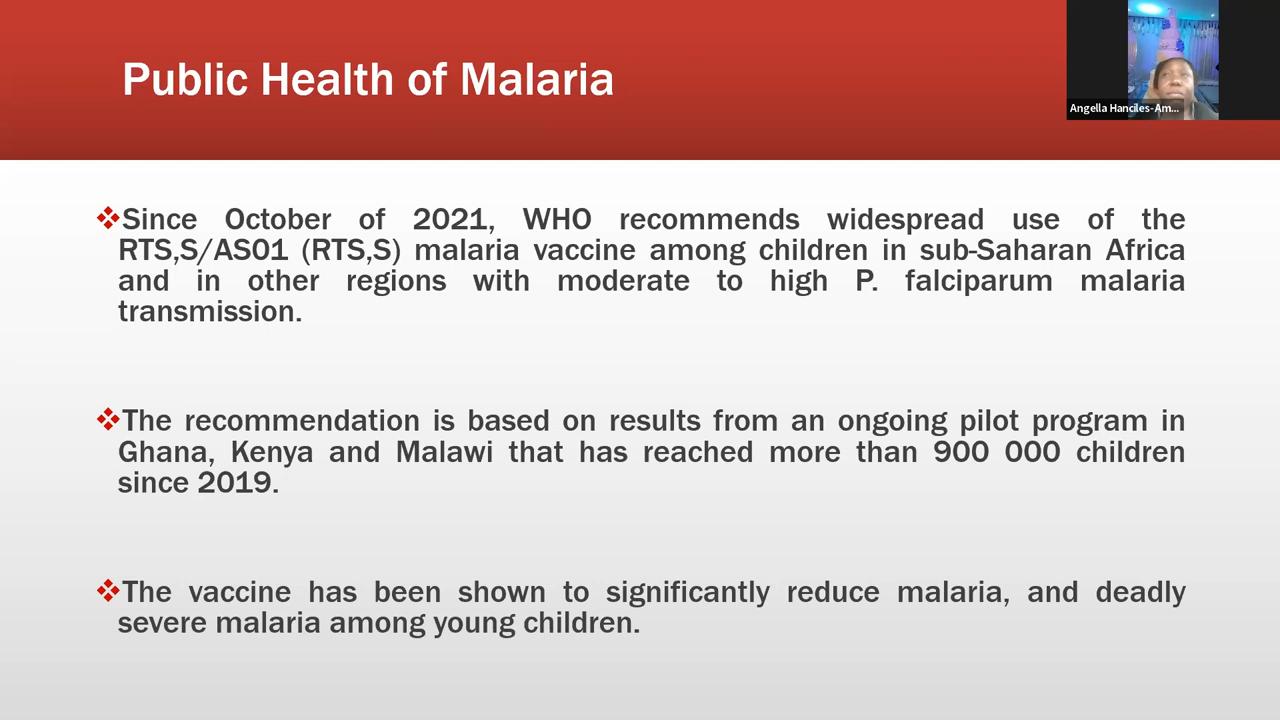 Public Health of Malaria
Angella Hanciles-Am...
❖Since October of 2021, WHO recommends widespread use of the
RTS,S/AS01 (RTS,S) malaria vaccine among children in sub-Saharan Africa
and in other regions with moderate to high P. falciparum malaria
transmission.
❖The recommendation is based on results from an ongoing pilot program in
Ghana, Kenya and Malawi that has reached more than 900 000 children
since 2019.
❖The vaccine has been shown to significantly reduce malaria, and deadly
severe malaria among young children.